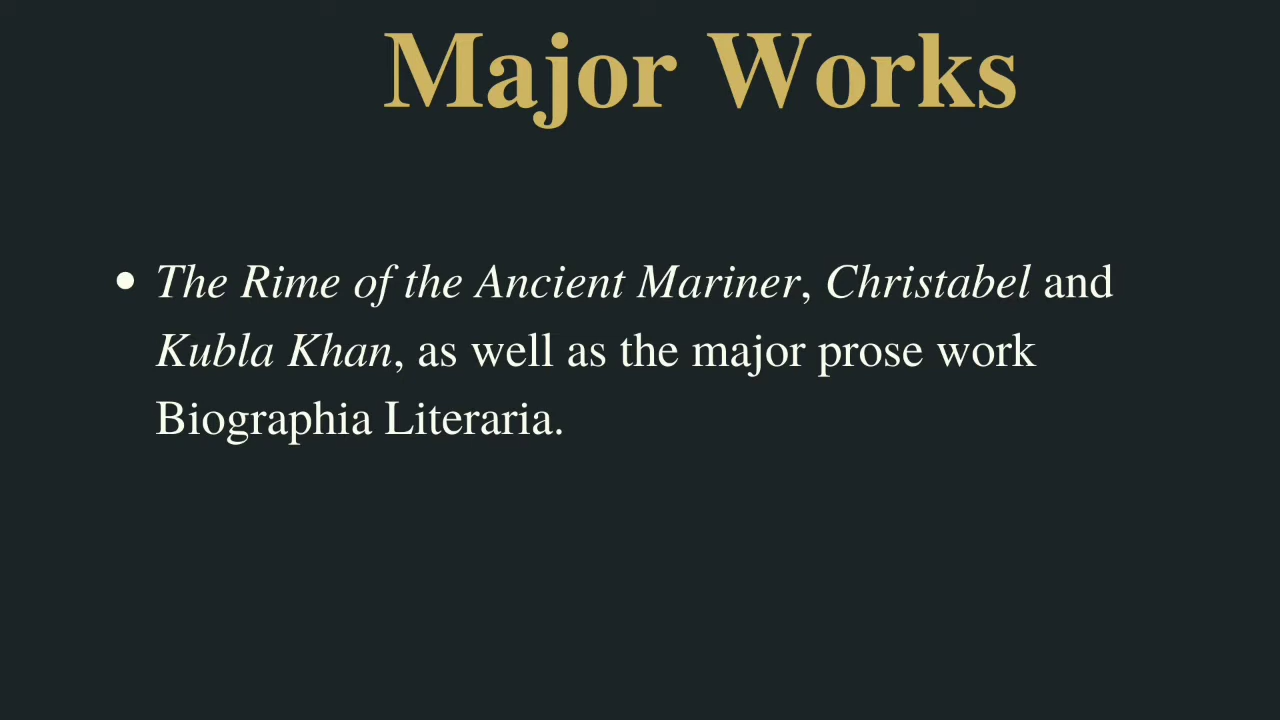 Major Works
• The Rime of the Ancient Mariner, Christabel and
Kubla Khan, as well as the major prose work
Biographia Literaria.